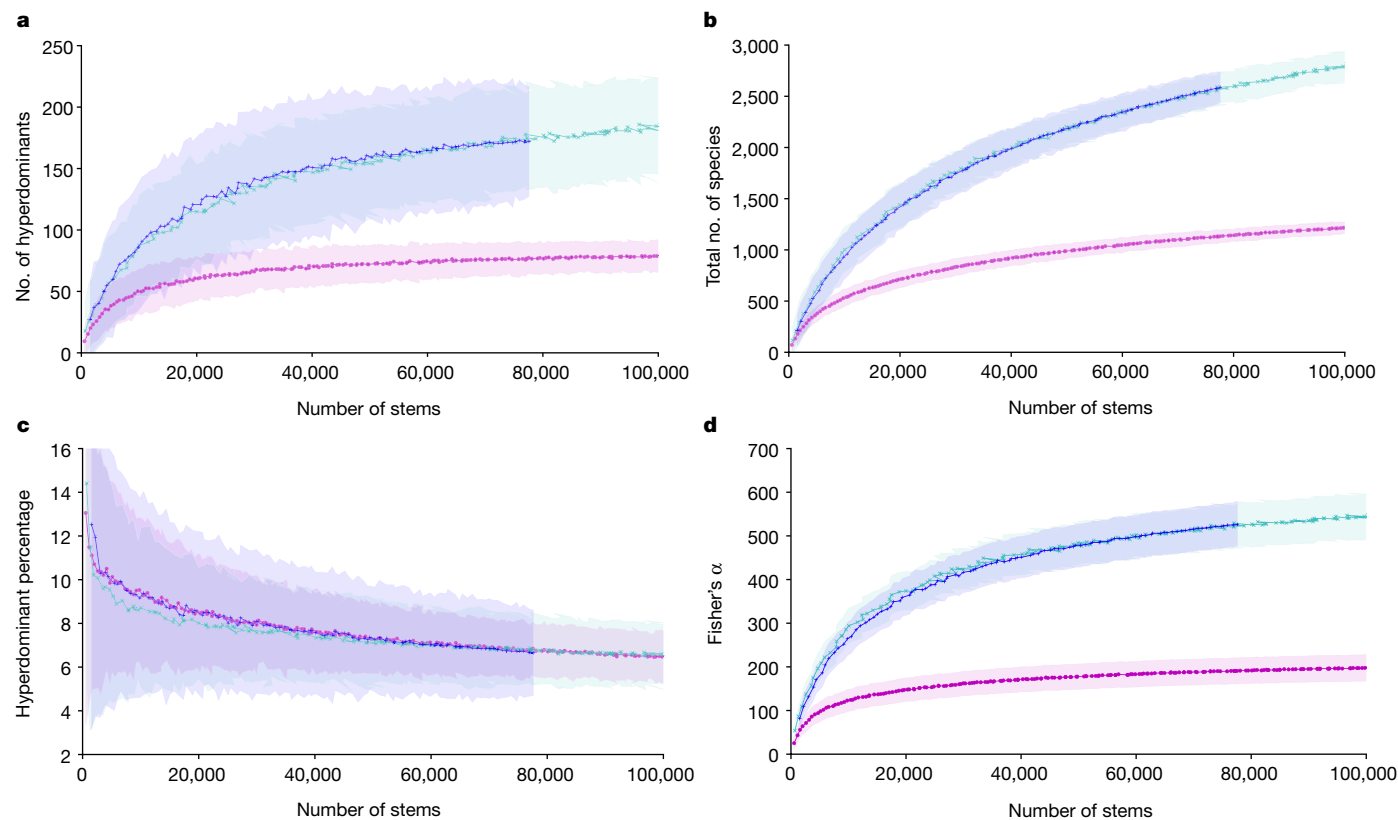 a
No. of hyperdominants
250
200
150
100
50
0
0 20,000 40,000 60,000 80,000 100,000
Number of stems
b
Total no. of species
3,000
2,500
2,000
1,500
1,000
500
0
0 20,000 40,000 60,000 80,000 100,000
Number of stems
c
Hyperdominant percentage
16
14
12
10
8
6
4
2
0 20,000 40,000 60,000 80,000 100,000
Number of stems
d
Fisher's α
700
600
500
400
300
200
100
0
0 20,000 40,000 60,000 80,000 100,000
Number of stems